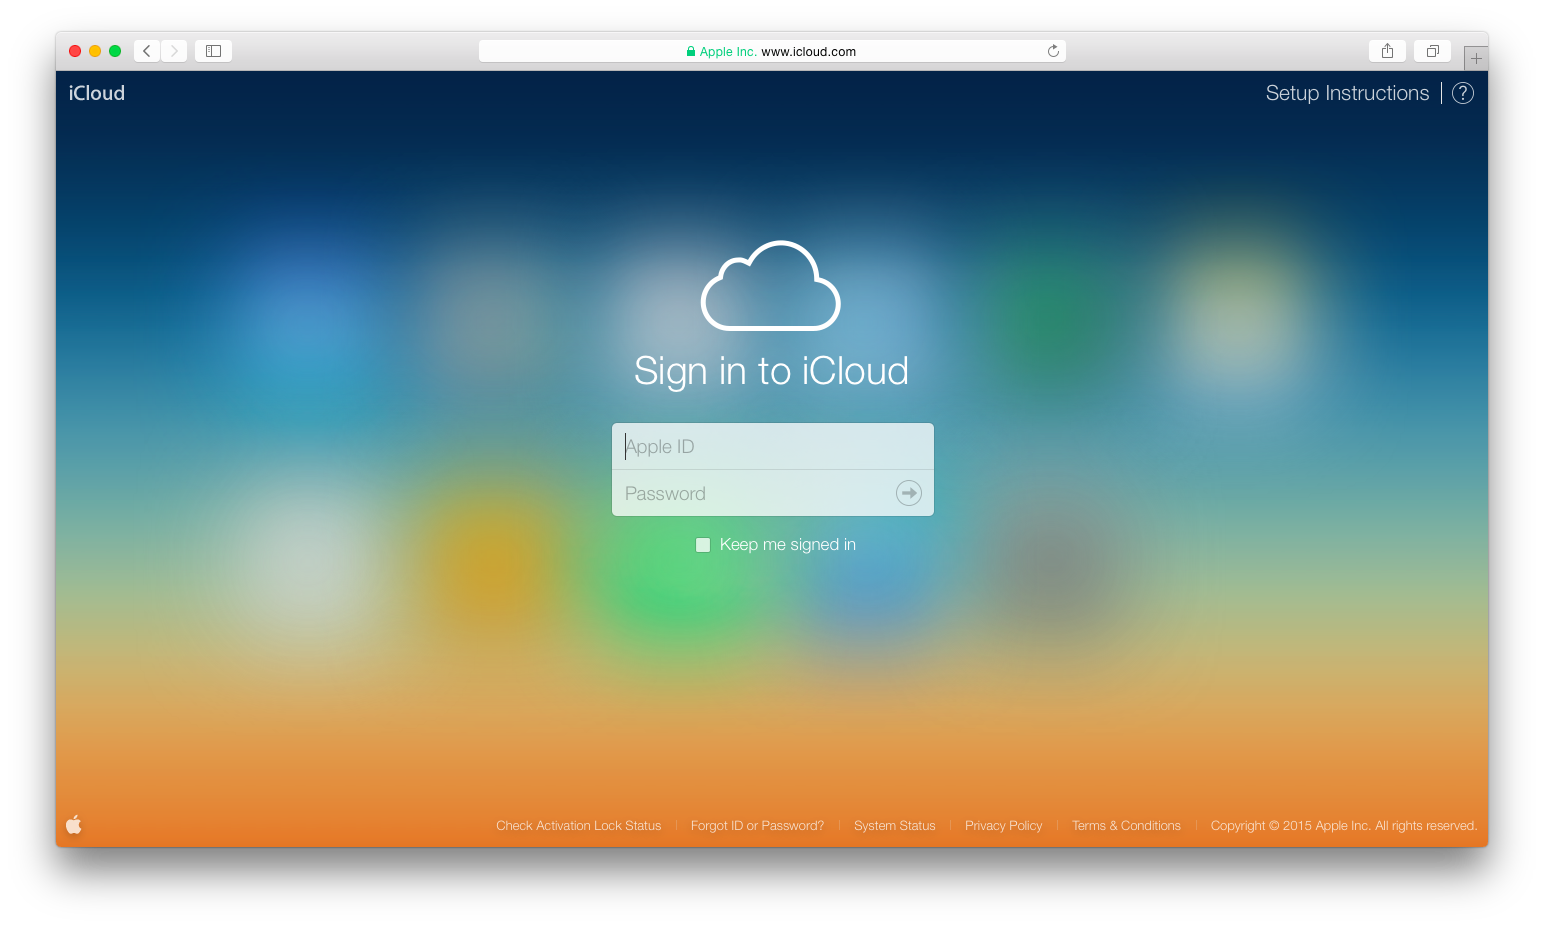 Apple Inc. www.icloud.com
iCloud
Setup Instructions
?
Sign in to iCloud
Apple ID
Password
Keep me signed in
Check Activation Lock Status
Forgot ID or Password?
System Status
Privacy Policy
Terms & Conditions
Copyright © 2015 Apple Inc. All rights reserved.